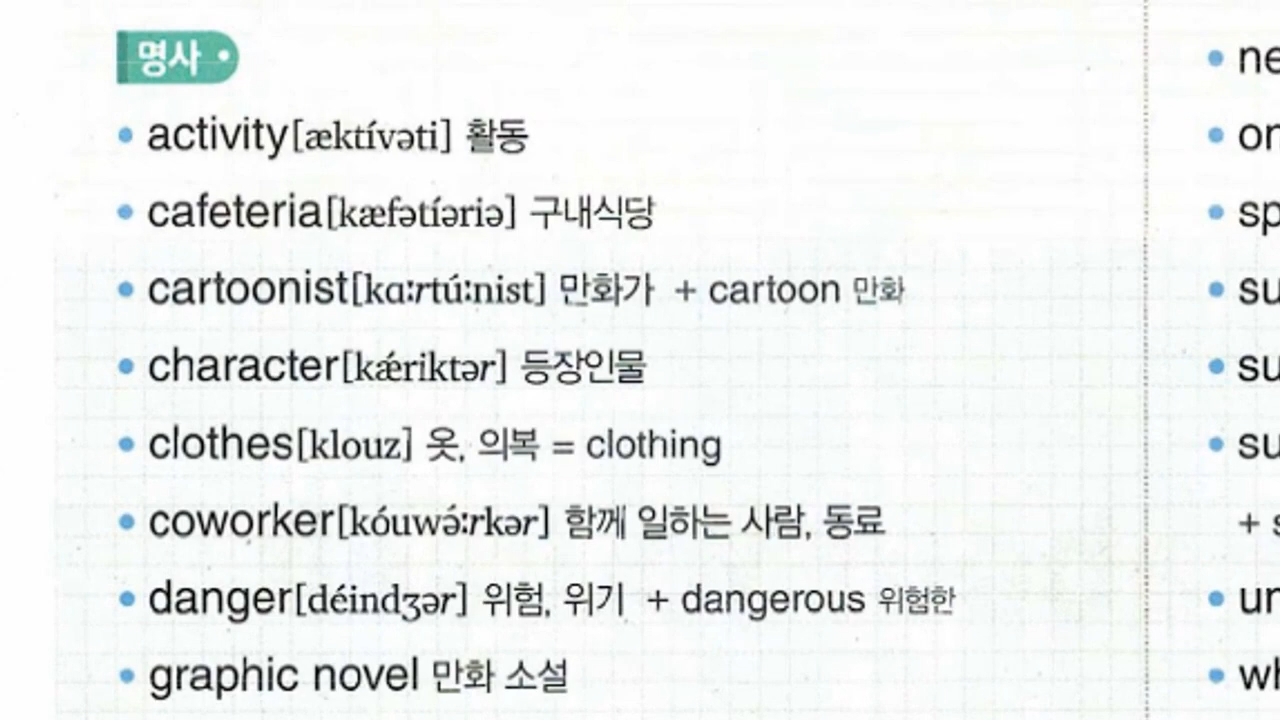 명사
activity[æktívəti] 활동
cafeteria[kæfətíəriə] 구내식당
cartoonist[kɑːrtúːnist] 만화가 + cartoon 만화
character[kǽriktər] 등장인물
clothes[klouz] 옷, 의복 = clothing
coworker[kóuwə́ːrkər] 함께 일하는 사람, 동료
danger[déindʒər] 위험, 위기 + dangerous 위험한
graphic novel 만화 소설